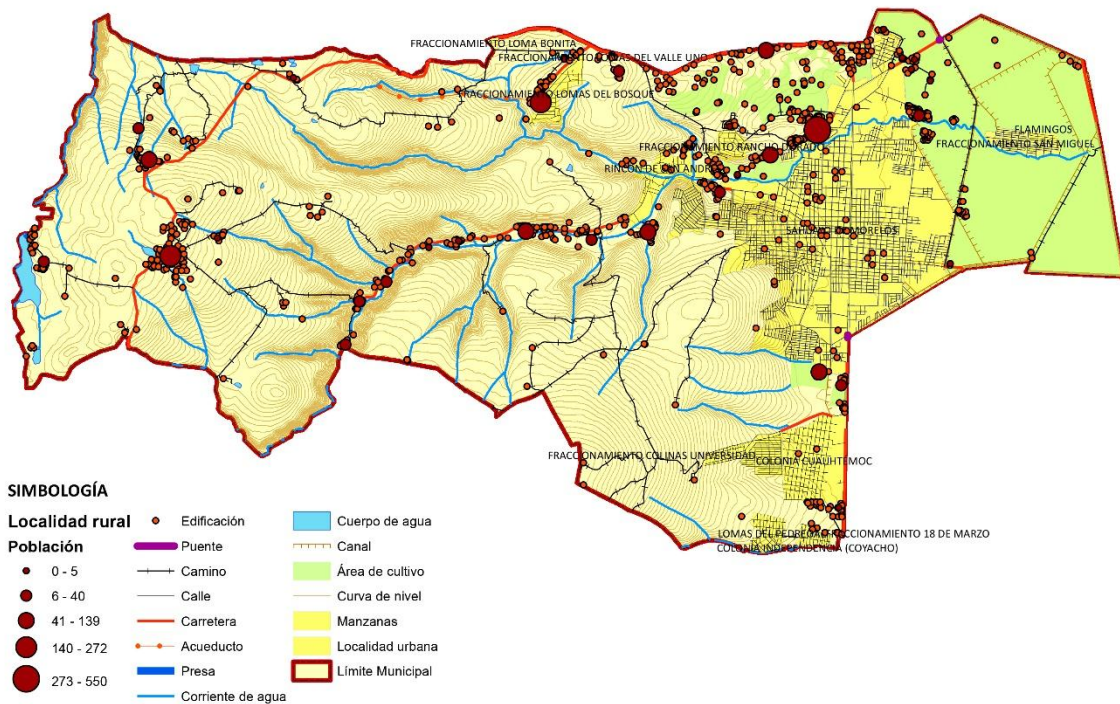 FRACCIONAMIENTO LOMA BONITA
FRACCIONAMIENTO LOMAS DEL VALLE UNO
FRACCIONAMIENTO LOMAS DEL BOSQUE
FLAMINGOS
FRACCIONAMIENTO SAN MIGUEL
FRACCIONAMIENTO RANCHO DORADO
RINCÓN DE SAN ANDRÉS
DE MORELOS
FRACCIONAMIENTO COLINAS UNIVERSIDAD
COLONIA CUAUHTEMOC
LOMAS DEL PEDREGAL
FRACCIONAMIENTO 18 DE MARZO
COLONIA INDEPENDENCIA (COYACHO)
SIMBOLOGÍA
Localidad rural
Población
0 - 5
6 - 40
41 - 139
140 - 272
273 - 550
Edificación
Puente
Camino
Calle
Carretera
Acueducto
Presa
Corriente de agua
Cuerpo de agua
Canal
Área de cultivo
Curva de nivel
Manzanas
Localidad urbana
Límite Municipal